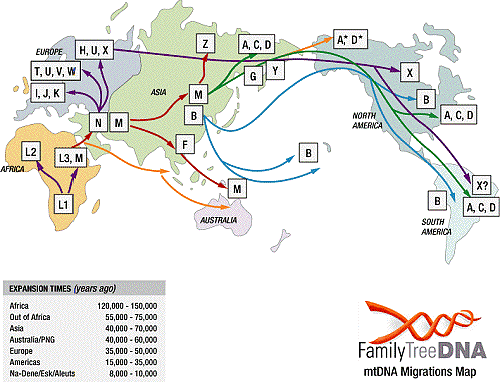 EUROPE
H, U, X
T, U, V, W
I, J, K
Z
A, C, D
A,* D*
G
Y
ASIA
M
X
B
B
NORTH
AMERICA
A, C, D
N
M
F
B
L2
L3, M
AFRICA
L1
M
AUSTRALIA
X?
B
SOUTH
AMERICA
A, C, D
EXPANSION TIMES (years ago)
Africa 120,000 - 150,000
Out of Africa 55,000 - 75,000
Asia 40,000 - 70,000
Australia/PNG 40,000 - 60,000
Europe 35,000 - 50,000
Americas 15,000 - 35,000
Na-Dene/Esk/Aleuts 8,000 - 10,000
FamilyTreeDNA
mtDNA Migrations Map